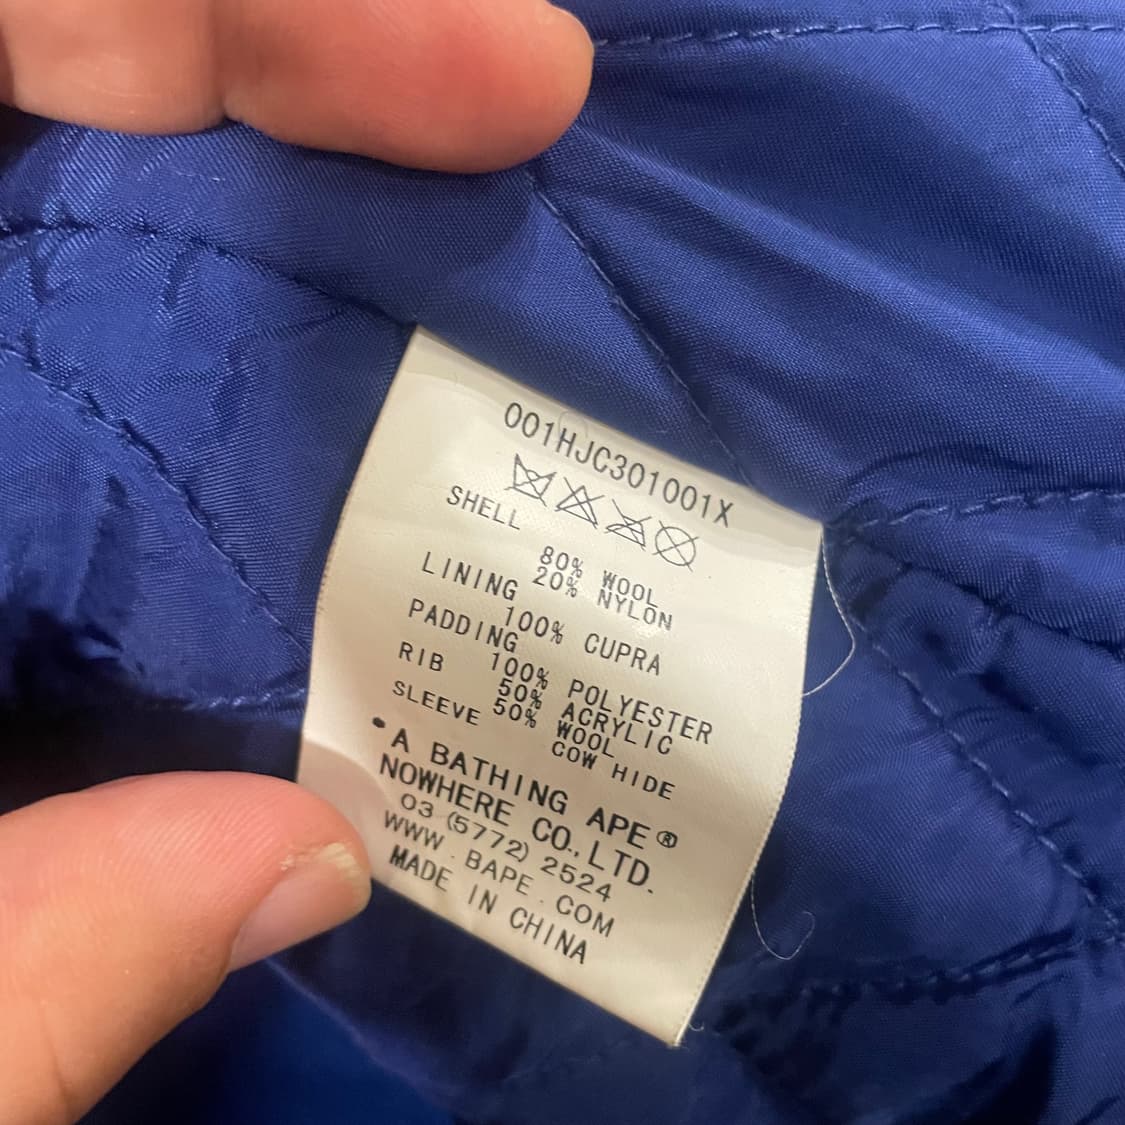 001HJC301001X
SHELL
80% WOOL
20% NYLON
LINING
100% CUPRA
PADDING
100% POLYESTER
RIB
50% ACRYLIC
50% WOOL
SLEEVE
COW HIDE
• A BATHING APE®
NOWHERE CO., LTD.
03 (5772) 2524
WWW.BAPE.COM
MADE IN CHINA